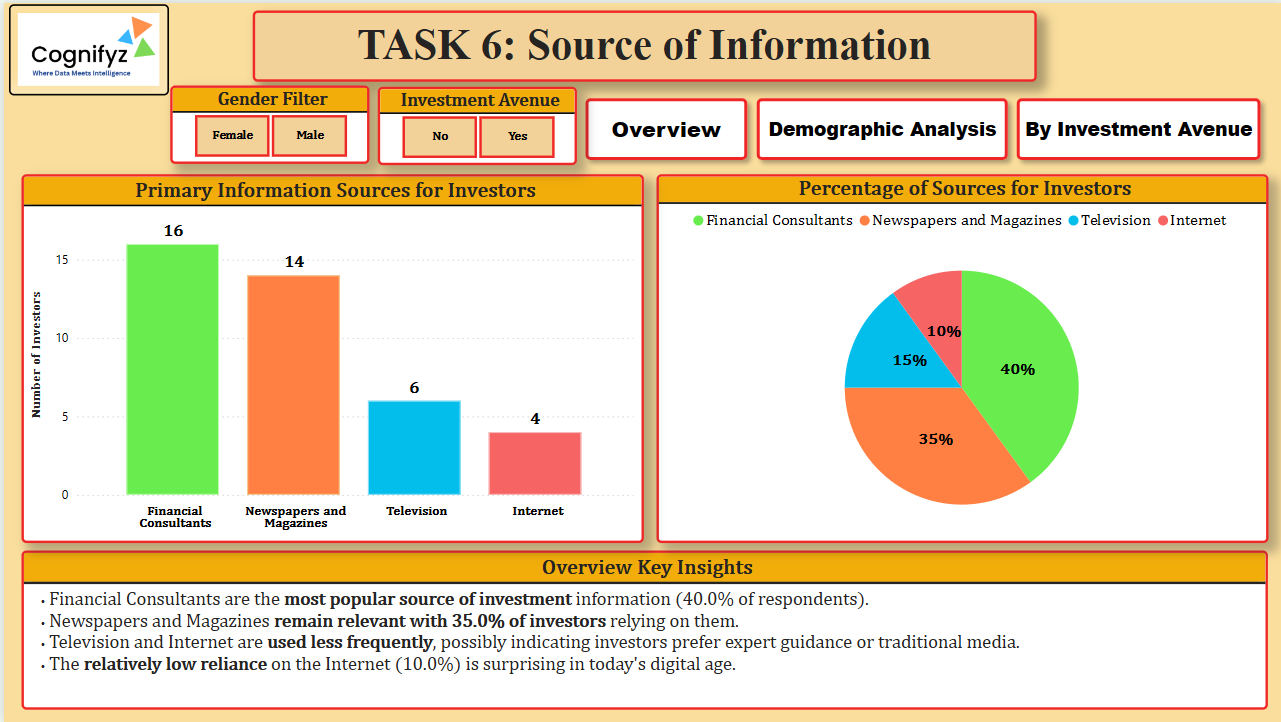 Cognifyz
Where Data Meets Intelligence
TASK 6: Source of Information
Gender Filter
Female
Male
Investment Avenue
No
Yes
Overview
Demographic Analysis
By Investment Avenue
Primary Information Sources for Investors
Number of Investors
15
10
5
0
16
14
6
4
Financial
Consultants
Newspapers and
Magazines
Television
Internet
Percentage of Sources for Investors
Financial Consultants
Newspapers and Magazines
Television
Internet
10%
40%
15%
35%
Overview Key Insights
• Financial Consultants are the most popular source of investment information (40.0% of respondents).
• Newspapers and Magazines remain relevant with 35.0% of investors relying on them.
• Television and Internet are used less frequently, possibly indicating investors prefer expert guidance or traditional media.
• The relatively low reliance on the Internet (10.0%) is surprising in today's digital age.